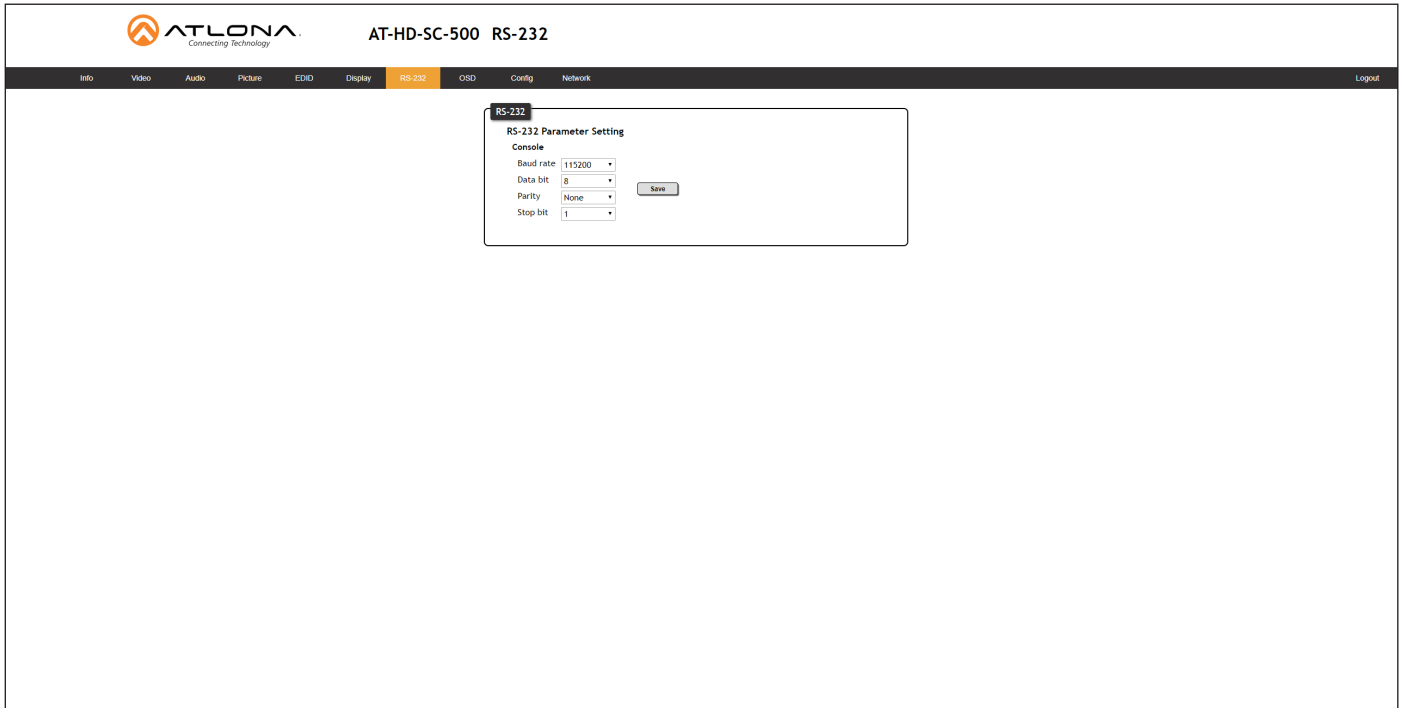 ATLONA.
Connecting Technology
AT-HD-SC-500 RS-232
Info Video Audio Picture EDID Display RS-232 OSD Config Network Logout
RS-232
RS-232 Parameter Setting
Console
Baud rate 115200
Data bit 8
Save
Parity None
Stop bit 1